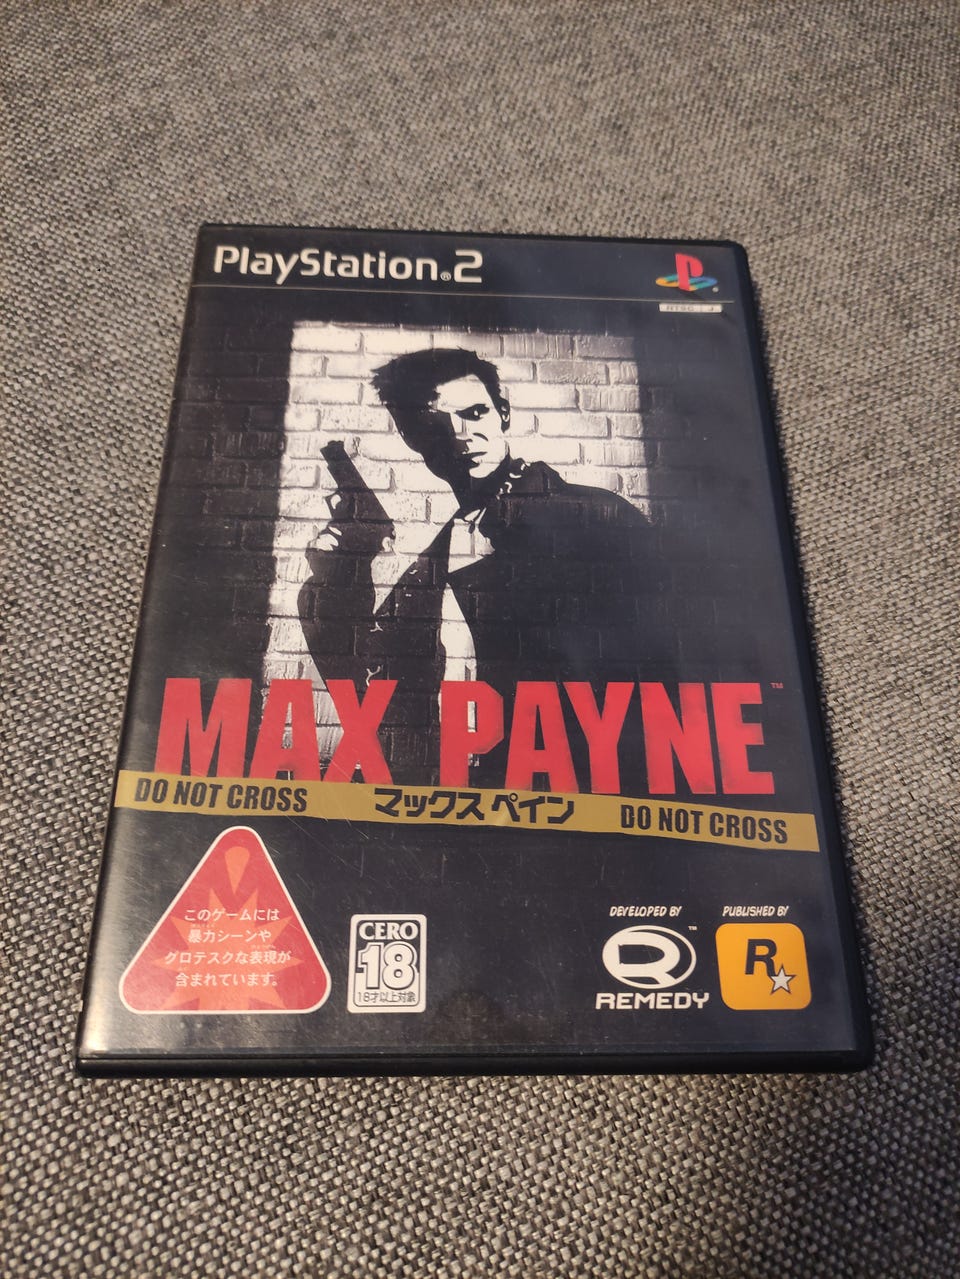 PlayStation®2
NTSC J
MAX PAYNE™
DO NOT CROSS マックス ペイン DO NOT CROSS
このゲームには
暴力シーンや
グロテスクな表現が
含まれています。
CERO
18
18才以上対象
DEVELOPED BY
REMEDY™
PUBLISHED BY
R